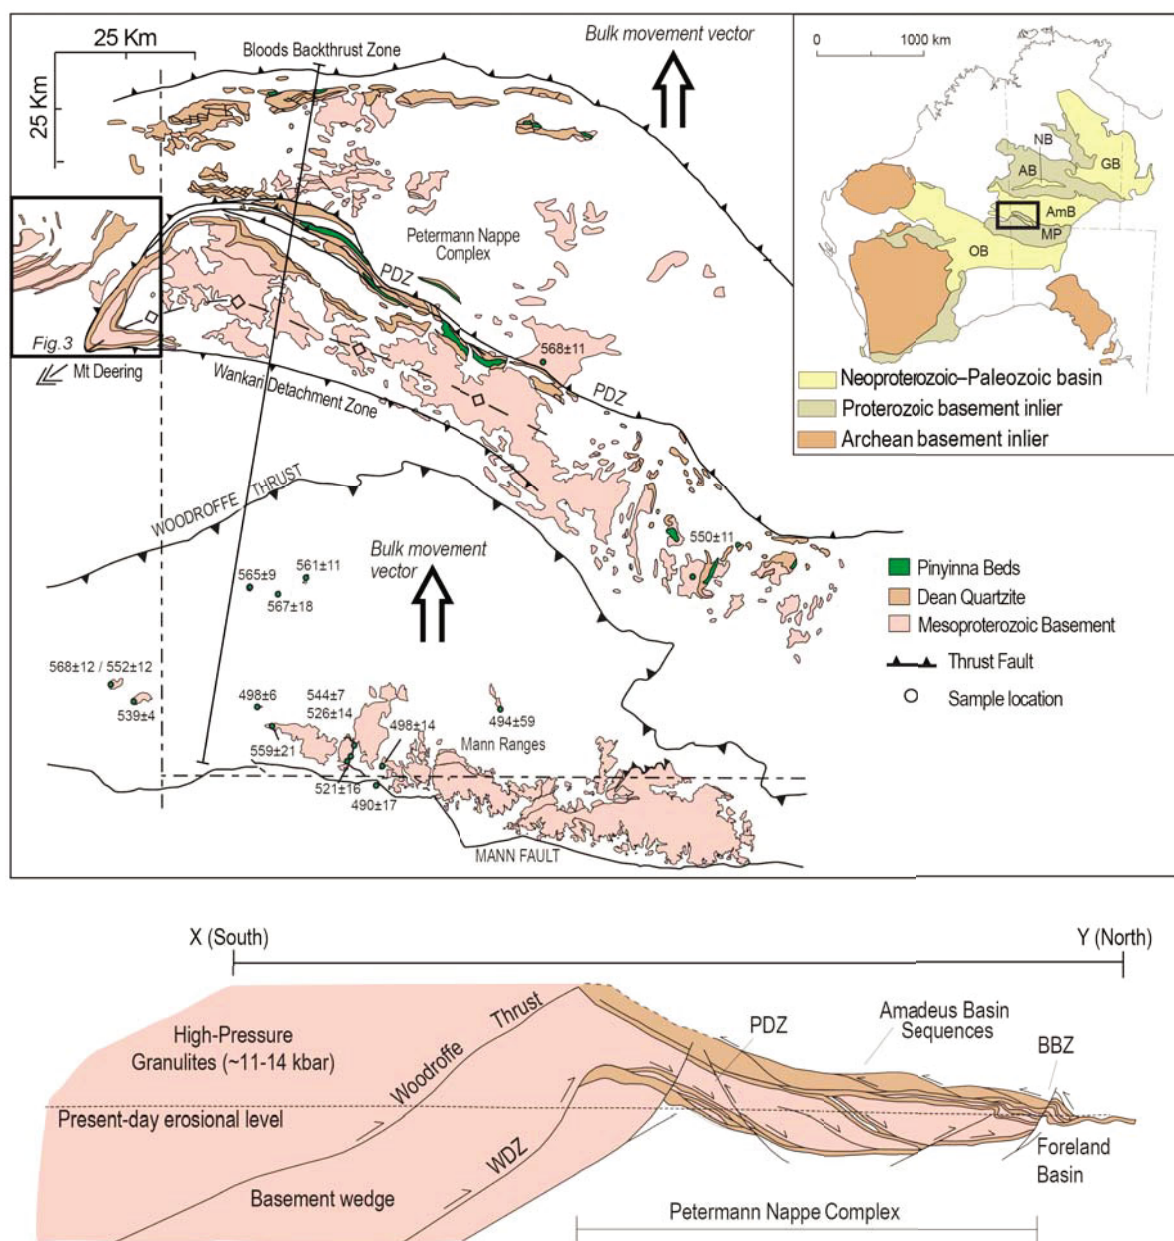 25 Km
25 Km
Bloods Backthrust Zone
Bulk movement vector
Petermann Nappe
Complex
PDZ
568±11
PDZ
Fig.3
Mt Deering
Wankari Detachment Zone
WOODROFFE THRUST
550±11
Bulk movement
vector
561±11
565±9
567±18
568±12 / 552±12
539±4
498±6
544±7
526±14
498±14
494±59
559±21
Mann Ranges
521±16
490±17
MANN FAULT
0
1000 km
NB
AB
GB
AmB
MP
OB
Neoproterozoic–Paleozoic basin
Proterozoic basement inlier
Archean basement inlier
Pinyinna Beds
Dean Quartzite
Mesoproterozoic Basement
Thrust Fault
Sample location
X (South)
Y (North)
High-Pressure
Granulites (~11-14 kbar)
Woodroffe Thrust
PDZ
Amadeus Basin
Sequences
BBZ
Present-day erosional level
WDZ
Foreland
Basin
Basement wedge
Petermann Nappe Complex